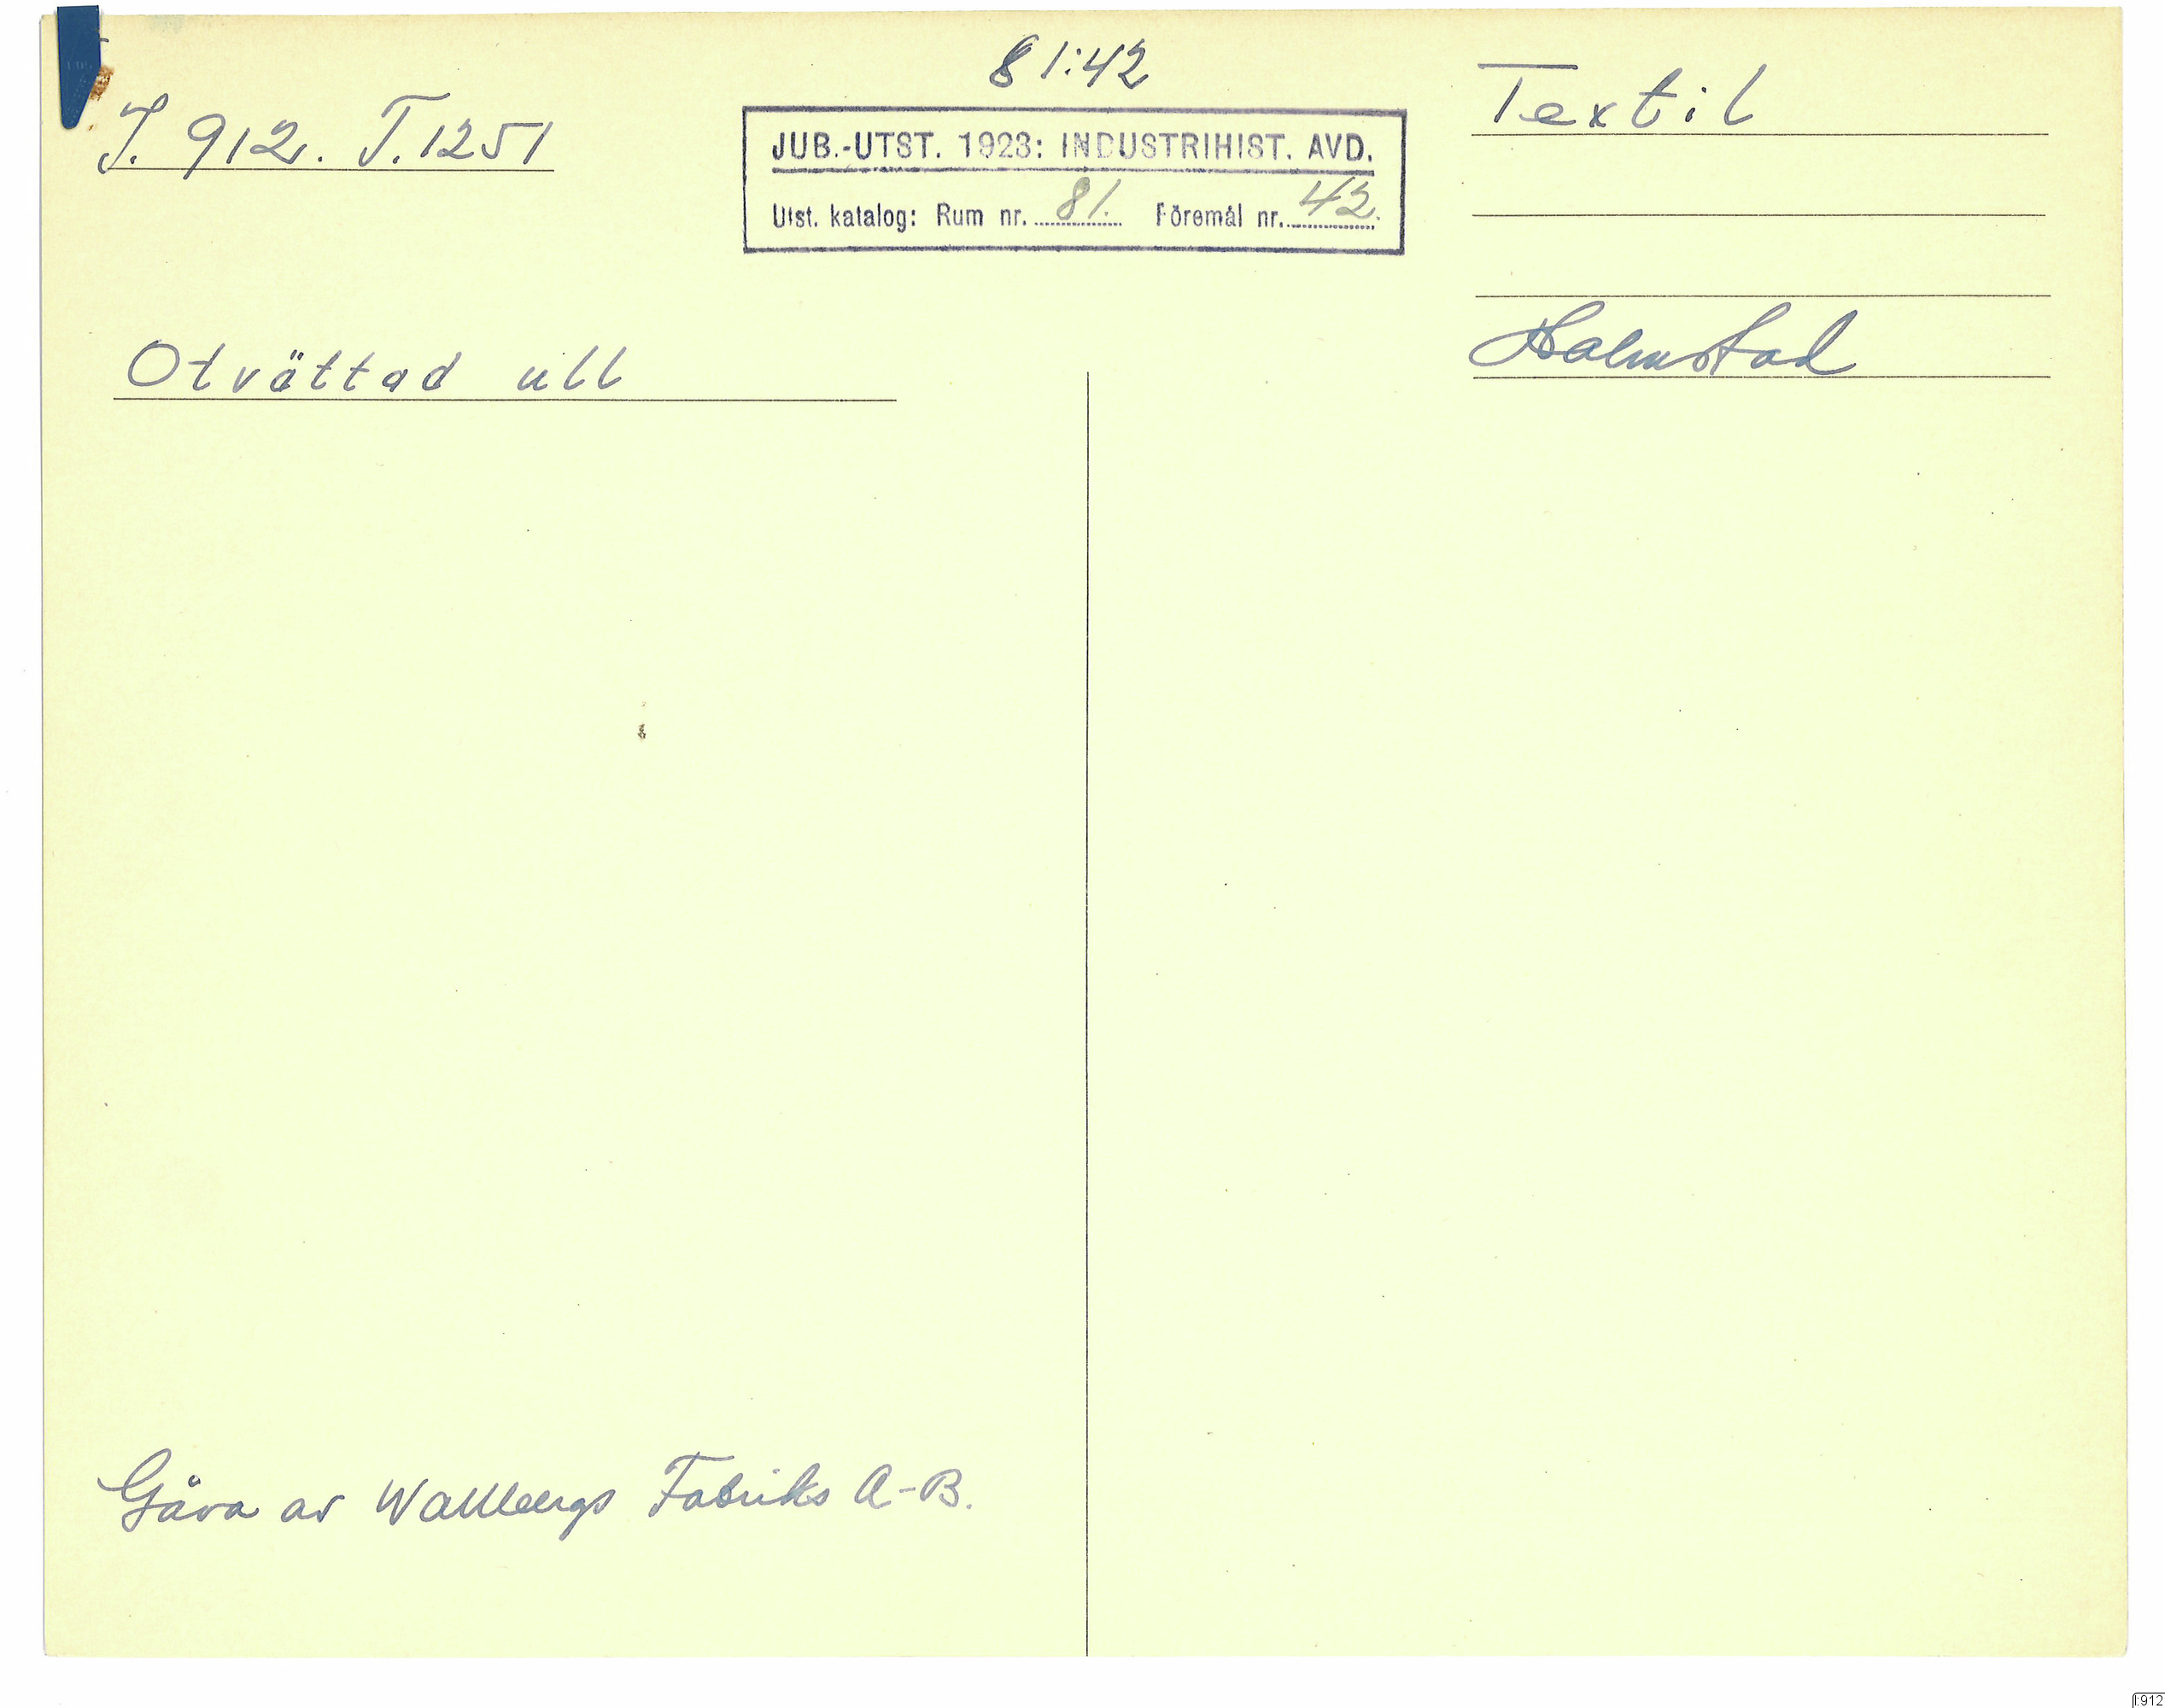 81:42
I. 912. T. 1251
JUB.-UTST. 1923: INDUSTRIHIST. AVD.
Utst. katalog: Rum nr. 81. Föremål nr. 42.
Textil
Halmstad
Otvättad ull
Gåva av Wallbergs Fabriks A-B.
I:912